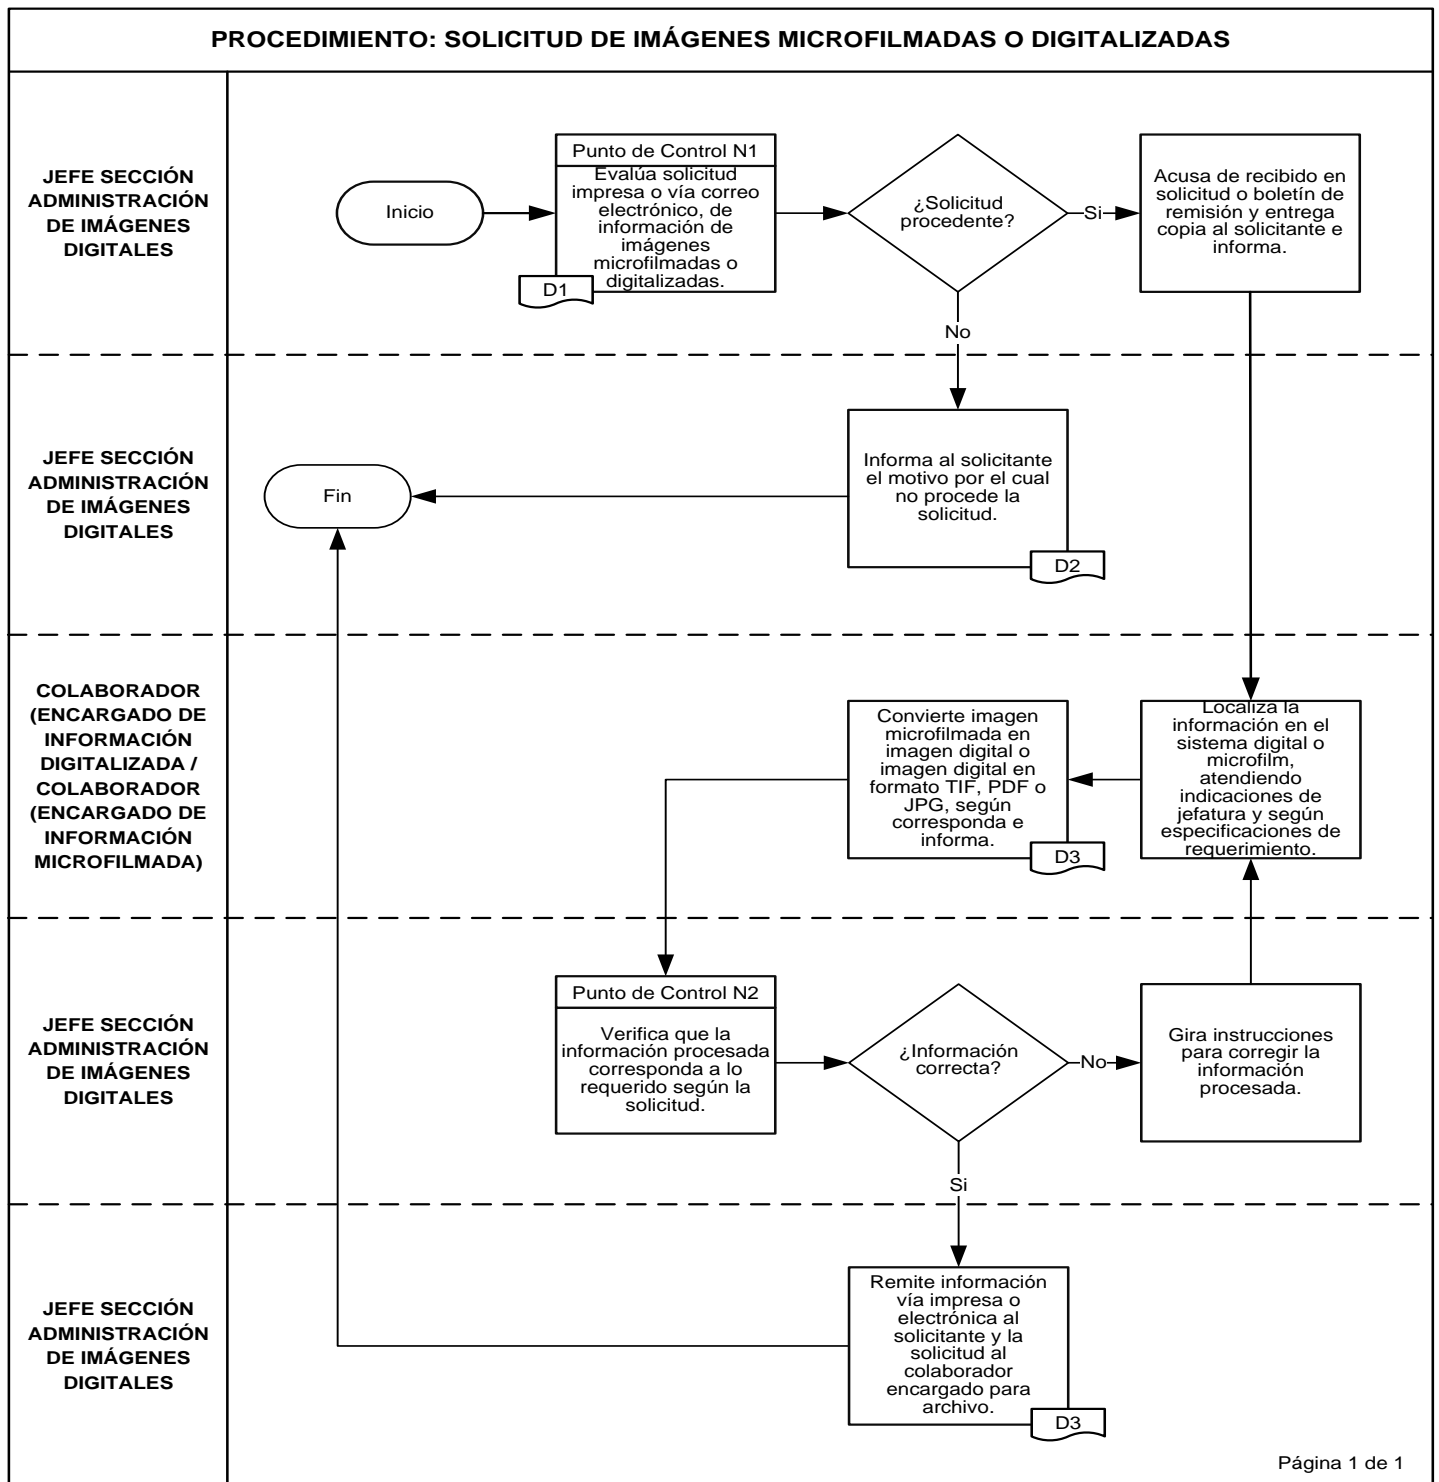 PROCEDIMIENTO: SOLICITUD DE IMÁGENES MICROFILMADAS O DIGITALIZADAS
JEFE SECCIÓN
ADMINISTRACIÓN
DE IMÁGENES
DIGITALES
Inicio
Punto de Control N1
Evalúa solicitud
impresa o vía correo
electrónico, de
información de
imágenes
microfilmadas o
digitalizadas.
D1
¿Solicitud
procedente?
Si
No
Acusa de recibido en
solicitud o boletín de
remisión y entrega
copia al solicitante e
informa.
JEFE SECCIÓN
ADMINISTRACIÓN
DE IMÁGENES
DIGITALES
Fin
Informa al solicitante
el motivo por el cual
no procede la
solicitud.
D2
COLABORADOR
(ENCARGADO DE
INFORMACIÓN
DIGITALIZADA /
COLABORADOR
(ENCARGADO DE
INFORMACIÓN
MICROFILMADA)
Convierte imagen
microfilmada en
imagen digital o
imagen digital en
formato TIF, PDF o
JPG, según
corresponda e
informa.
D3
Localiza la
información en el
sistema digital o
microfilm,
atendiendo
indicaciones de
jefatura y según
especificaciones de
requerimiento.
JEFE SECCIÓN
ADMINISTRACIÓN
DE IMÁGENES
DIGITALES
Punto de Control N2
Verifica que la
información procesada
corresponda a lo
requerido según la
solicitud.
¿Información
correcta?
No
Si
Gira instrucciones
para corregir la
información
procesada.
JEFE SECCIÓN
ADMINISTRACIÓN
DE IMÁGENES
DIGITALES
Remite información
vía impresa o
electrónica al
solicitante y la
solicitud al
colaborador
encargado para
archivo.
D3
Página 1 de 1